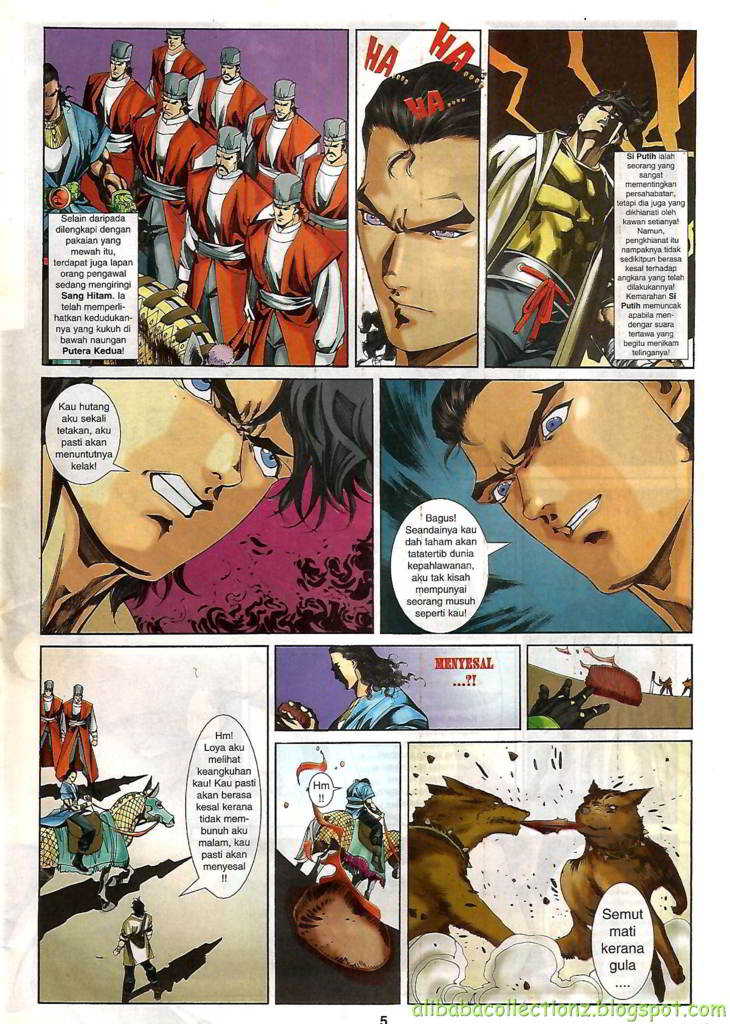 Selain daripada
dilengkapi dengan
pakaian yang
mewah itu,
terdapat juga lapan
orang pengawal
sedang mengiringi
Sang Hitam. Ia
telah memperli-
hatkan kedudukan-
nya yang kukuh di
bawah naungan
Putera Kedua!
HA...
HA....
HA....
Si Putih ialah
seorang yang
sangat
mementingkan
persahabatan,
tetapi dia juga yang
dikhianati oleh
kawan setianya!
Namun,
pengkhianat itu
nampaknya tidak
sedikitpun berasa
kesal terhadap
angkara yang telah
dilakukannya!
Kemarahan Si
Putih memuncak
apabila men-
dengar suara
tertawa yang
begitu menikam
telinganya!
Kau hutang
aku sekali
tetakan, aku
pasti akan
menuntutnya
kelak!
Bagus!
Seandainya kau
dah faham akan
tatatertib dunia
kepahlawanan,
aku tak kisah
mempunyai
seorang musuh
seperti kau!
Hm!
Loya aku
melihat
keangkuhan
kau! Kau pasti
akan berasa
kesal kerana
tidak mem-
bunuh aku
malam, kau
pasti akan
menyesal
!!
MENYESAL
...?!
Hm
!!
Semut
mati
kerana
gula
....
5
alibabacollectionz.blogspot.com